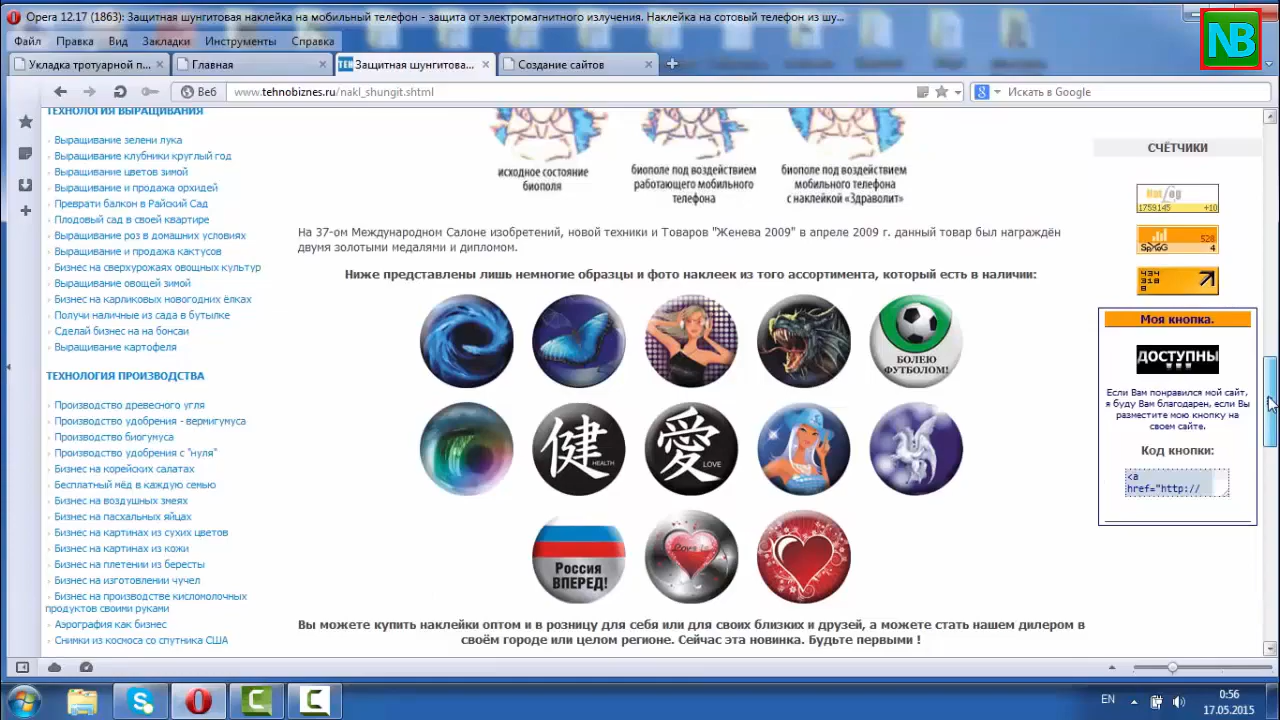 Opera 12.17 (1863): Защитная шунгитовая наклейка на мобильный телефон - защита от электромагнитного излучения. Наклейка на сотовый телефон из шу...
NB
Файл Правка Вид Закладки Инструменты Справка
Укладка тротуарной п... Главная Защитная шунгитова... Создание сайтов
Веб www.tehnobiznes.ru/nakl_shungit.shtml Искать в Google
ТЕХНОЛОГИЯ ВЫРАЩИВАНИЯ
Выращивание зелени лука
Выращивание клубники круглый год
Выращивание цветов зимой
Выращивание и продажа орхидей
Преврати балкон в Райский Сад
Плодовый сад в своей квартире
Выращивание роз в домашних условиях
Выращивание и продажа кактусов
Бизнес на сверхурожаях овощных культур
Выращивание овощей зимой
Бизнес на карликовых новогодних ёлках
Получи наличные из сада в бутылке
Сделай бизнес на на бонсаи
Выращивание картофеля
ТЕХНОЛОГИЯ ПРОИЗВОДСТВА
Производство древесного угля
Производство удобрения - вермигумуса
Производство биогумуса
Производство удобрения с "нуля"
Бизнес на корейских салатах
Бесплатный мёд в каждую семью
Бизнес на воздушных змеях
Бизнес на пасхальных яйцах
Бизнес на картинах из сухих цветов
Бизнес на картинах из кожи
Бизнес на плетении из бересты
Бизнес на изготовлении чучел
Бизнес на производстве кисломолочных
продуктов своими руками
Аэрография как бизнес
Снимки из космоса со спутника США
исходное состояние
биополя
биополе под воздействием
работающего мобильного
телефона
биополе под воздействием
мобильного телефона
с наклейкой «Здраволит»
На 37-ом Международном Салоне изобретений, новой техники и Товаров "Женева 2009" в апреле 2009 г. данный товар был награждён
двумя золотыми медалями и дипломом.
Ниже представлены лишь немногие образцы и фото наклеек из того ассортимента, который есть в наличии:
БОЛЕЮ
ФУТБОЛОМ!
健
HEALTH
愛
LOVE
Россия
ВПЕРЕД!
Love is
Вы можете купить наклейки оптом и в розницу для себя или для своих близких и друзей, а можете стать нашем дилером в
своём городе или целом регионе. Сейчас эта новинка. Будьте первыми !
СЧЁТЧИКИ
HotLog
1759145 +10
528
SpyLOG 4
434
318
8
Моя кнопка.
ДОСТУПНЫ
Если Вам понравился мой сайт,
я буду Вам благодарен, если Вы
разместите мою кнопку на
своем сайте.
Код кнопки:
<a
href="http://
EN
0:56
17.05.2015